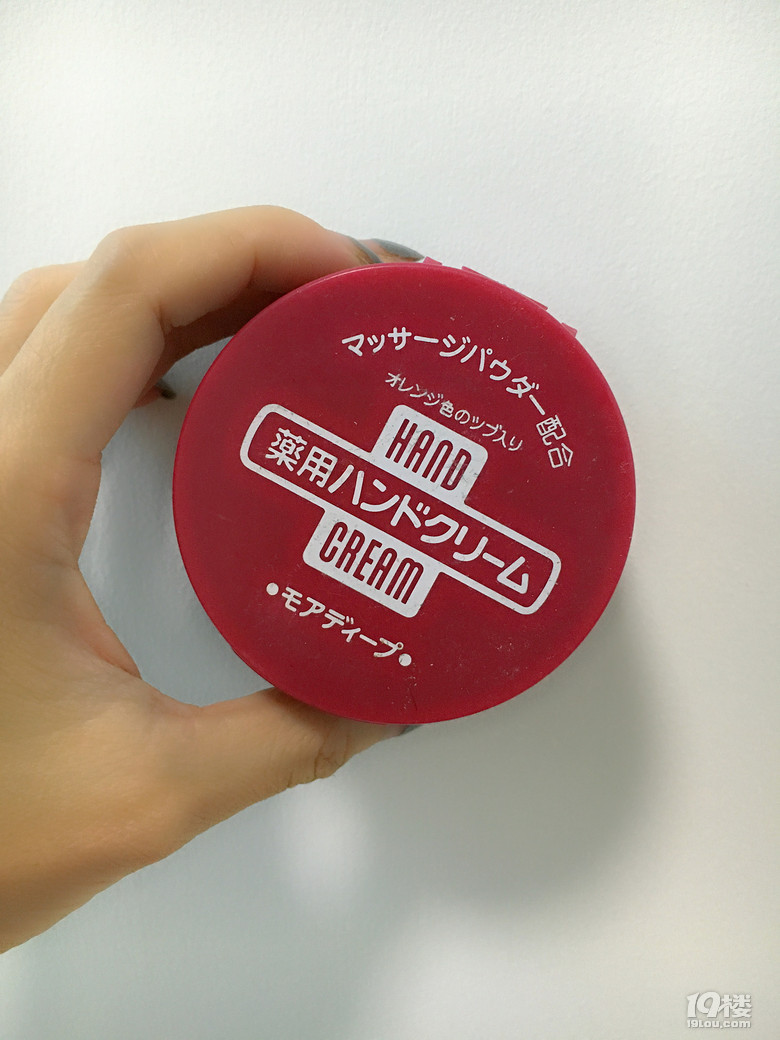 マッサージパウダー配合
オレンジ色のツブ入り
HAND
薬用ハンドクリーム
CREAM
•モアディープ•
19楼
19lou.com